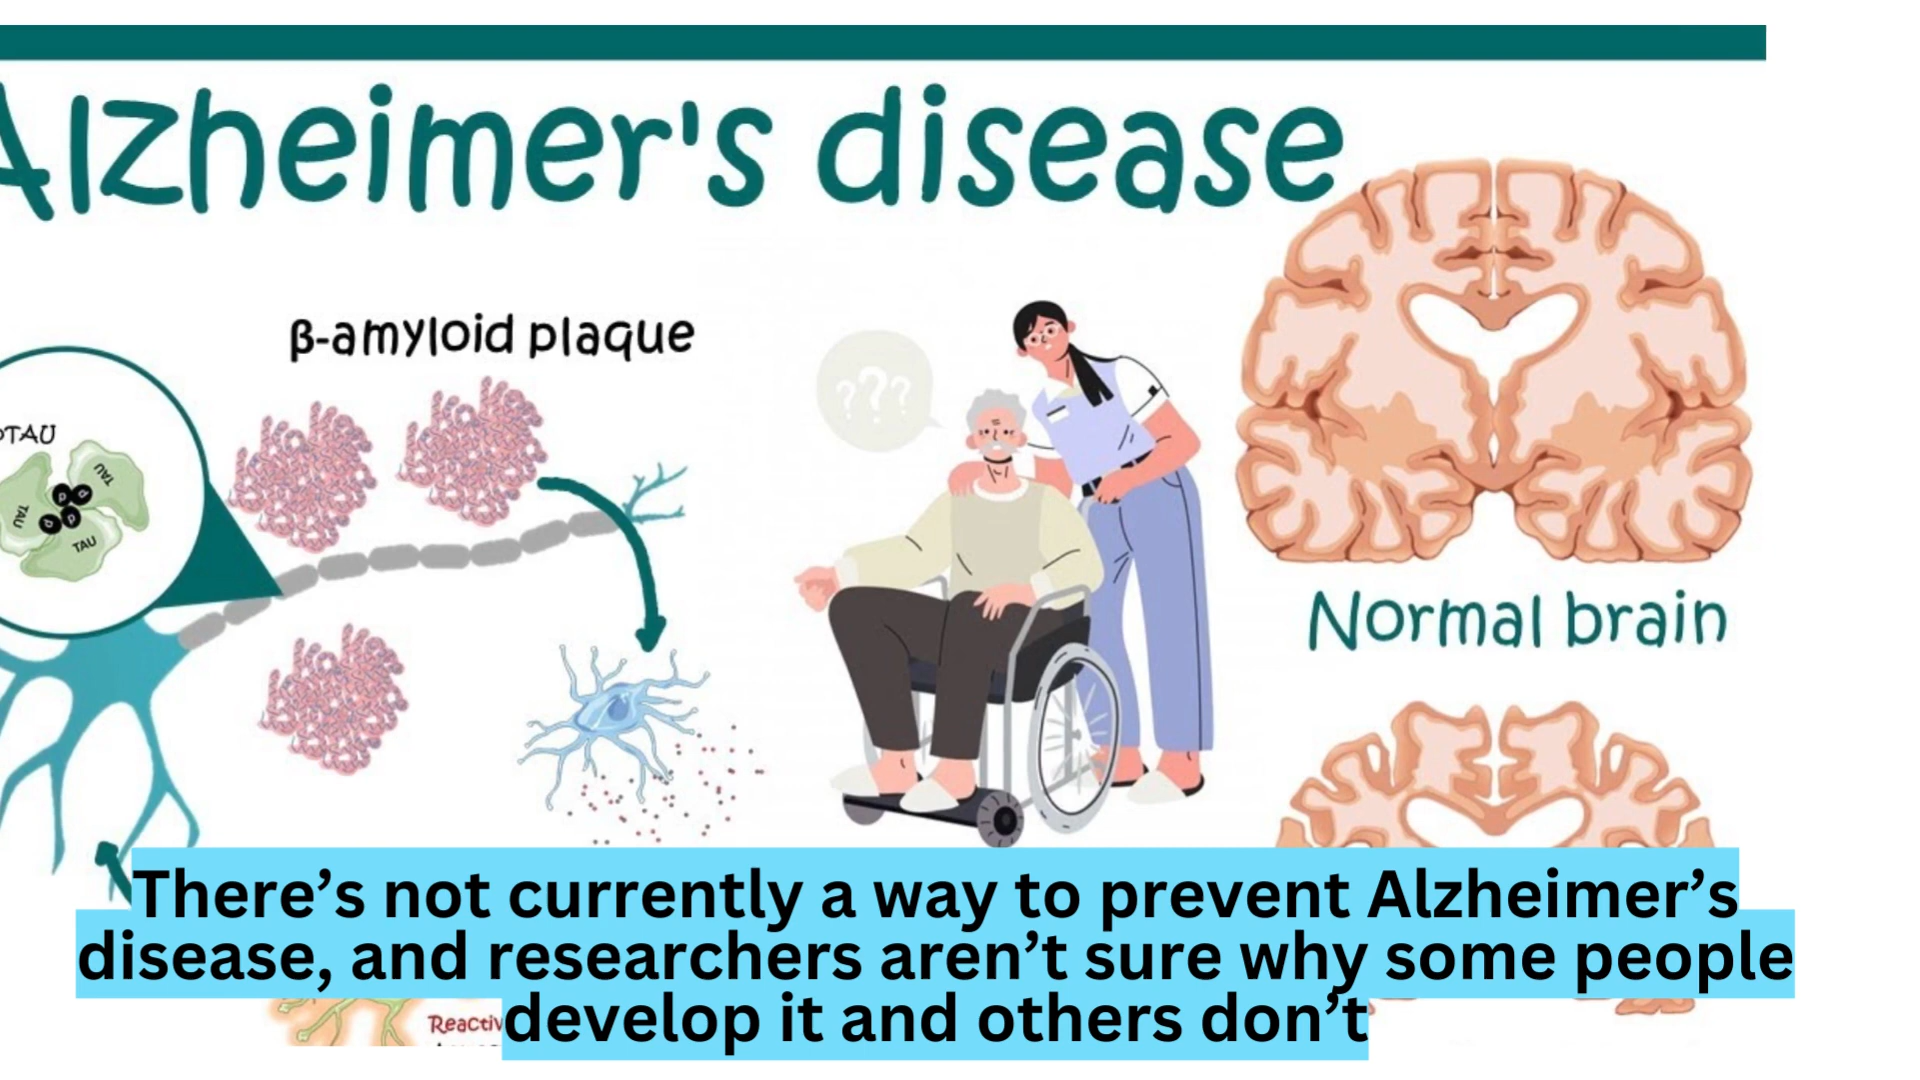 Alzheimer's disease
β-amyloid plaque
???
pTAU
TAU
TAU
TAU
P P
P P
Normal brain
There’s not currently a way to prevent Alzheimer’s
disease, and researchers aren’t sure why some people
develop it and others don’t